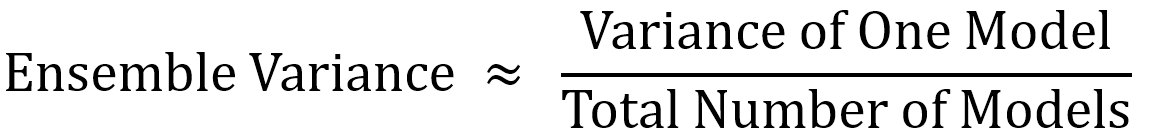 Variance of One Model
Ensemble Variance ≈
Total Number of Models